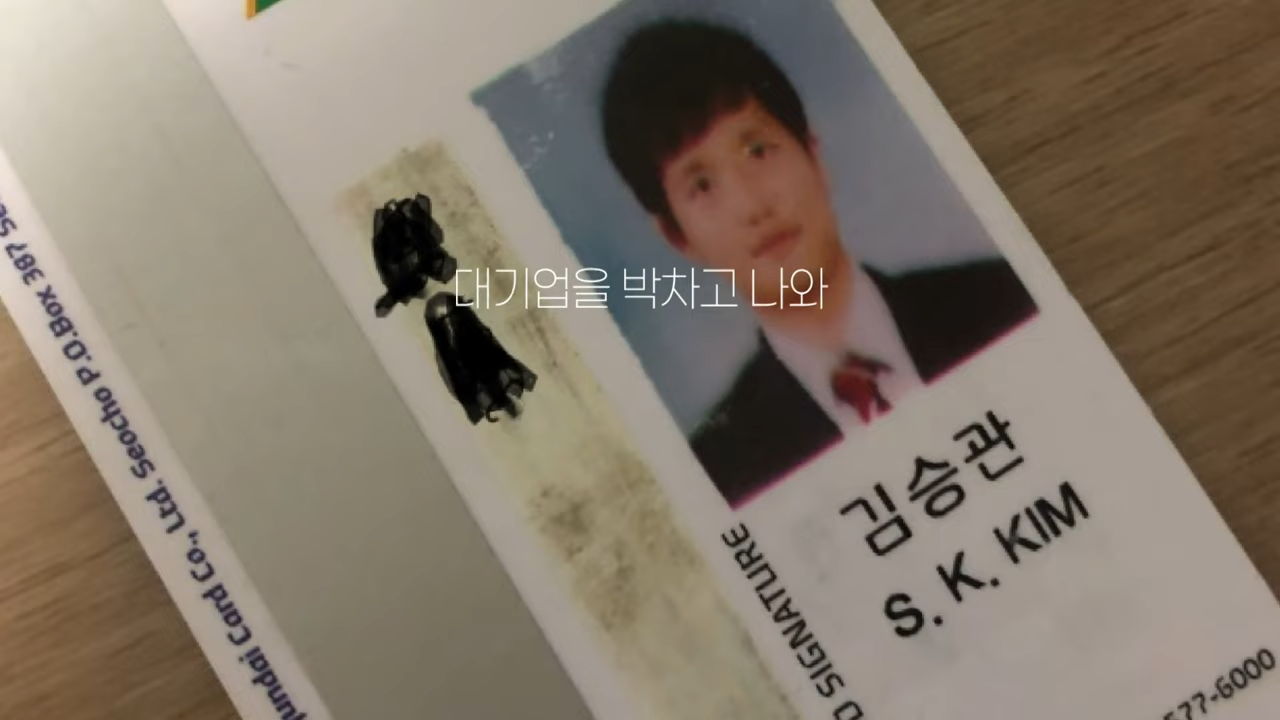 대기업을 박차고 나와
김승관
S. K. KIM
SIGNATURE
577-6000
Card Co., Ltd. Seocho P.O.Box 387